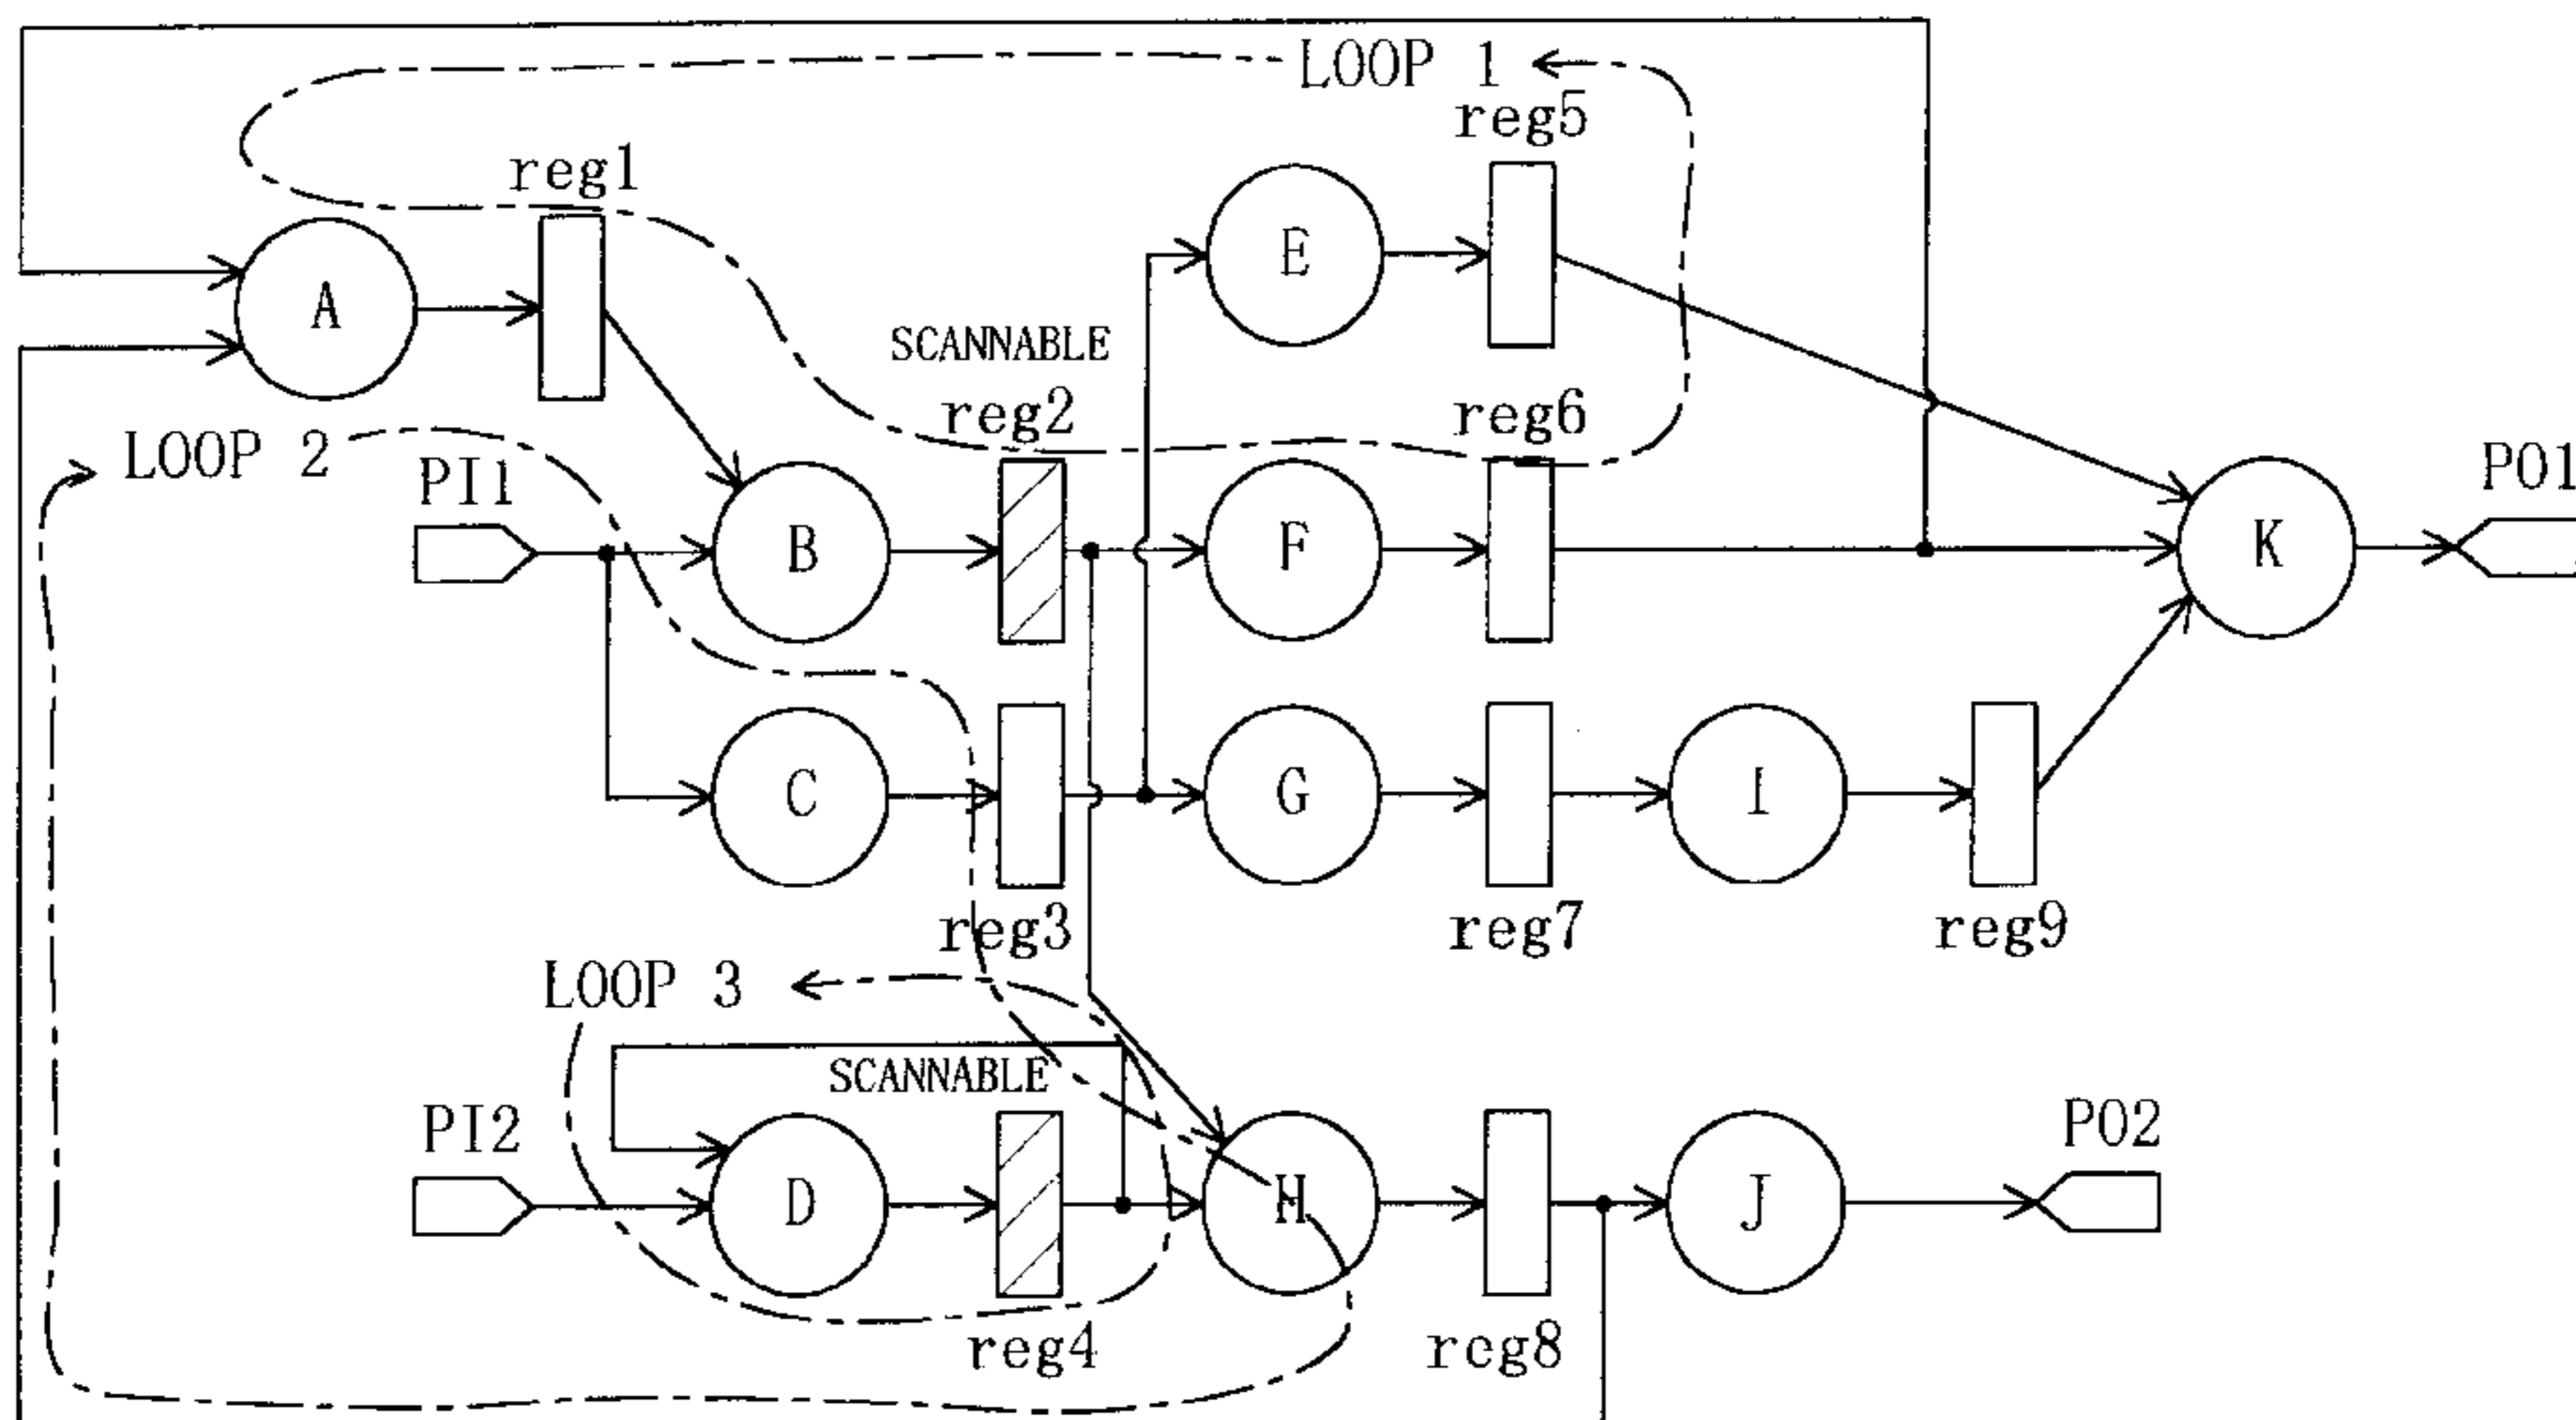 LOOP 1
reg5
reg1
E
A
SCANNABLE
reg2
reg6
LOOP 2
PI1
PO1
B
F
K
C
G
I
reg3
reg7
reg9
LOOP 3
SCANNABLE
PI2
PO2
D
H
J
reg4
reg8